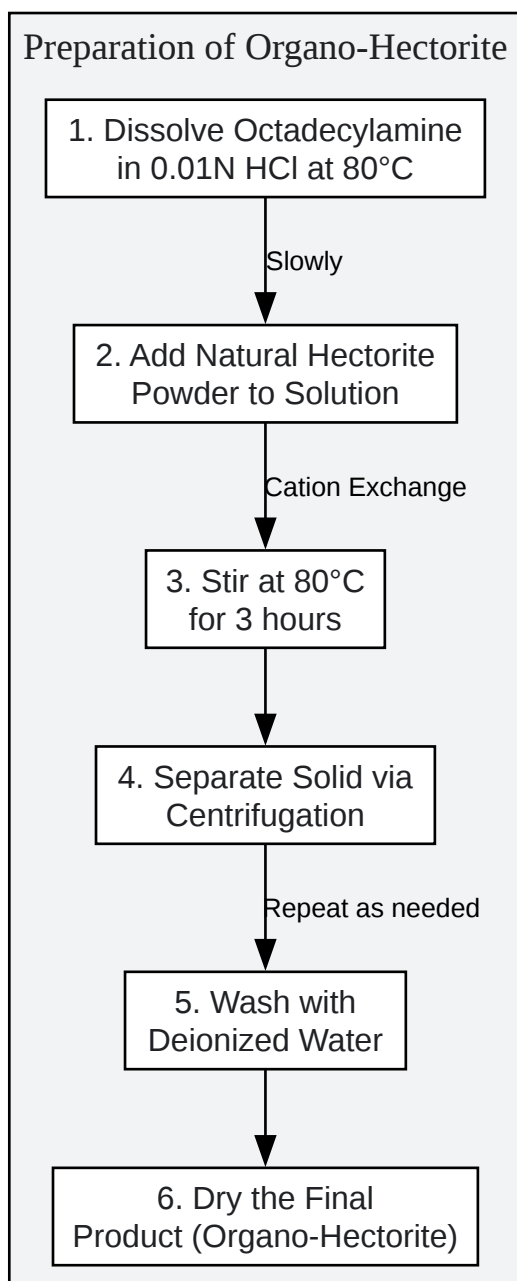 Preparation of Organo-Hectorite
1. Dissolve Octadecylamine
in 0.01N HCl at 80°C
Slowly
2. Add Natural Hectorite
Powder to Solution
Cation Exchange
3. Stir at 80°C
for 3 hours
4. Separate Solid via
Centrifugation
Repeat as needed
5. Wash with
Deionized Water
6. Dry the Final
Product (Organo-Hectorite)